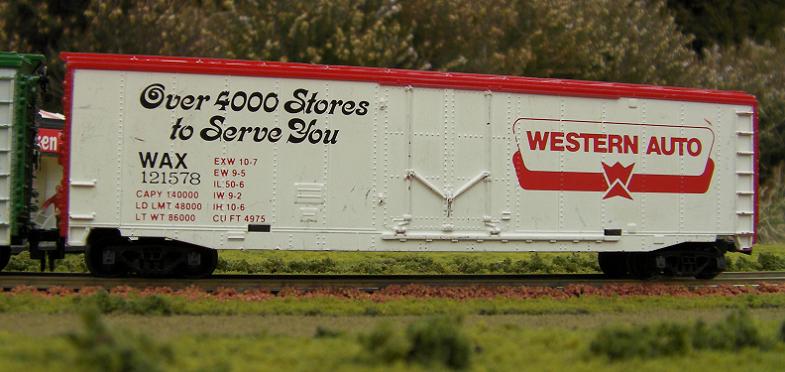 Over 4000 Stores
to Serve You
WAX
121578
CAPY 140000
LD LMT 48000
LT WT 86000
EXW 10-7
EW 9-5
IL 50-6
IW 9-2
IH 10-6
CU FT 4975
WESTERN AUTO
ken